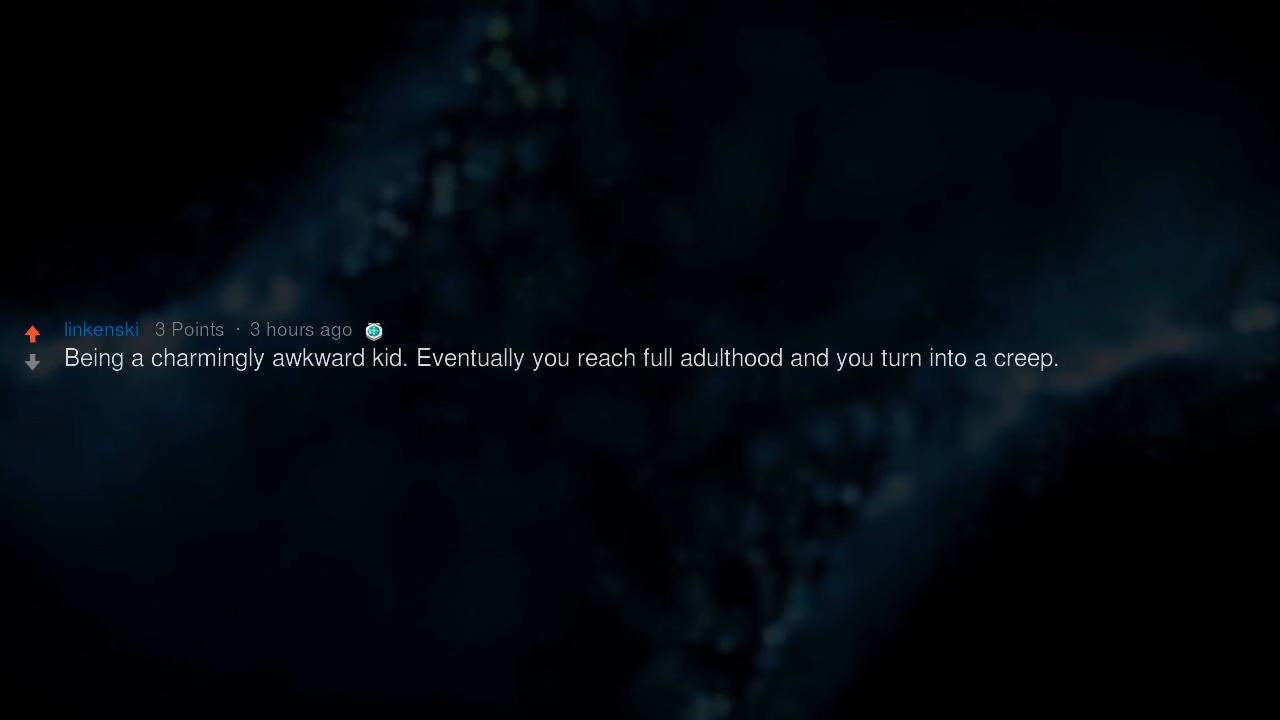 linkenski 3 Points · 3 hours ago
Being a charmingly awkward kid. Eventually you reach full adulthood and you turn into a creep.